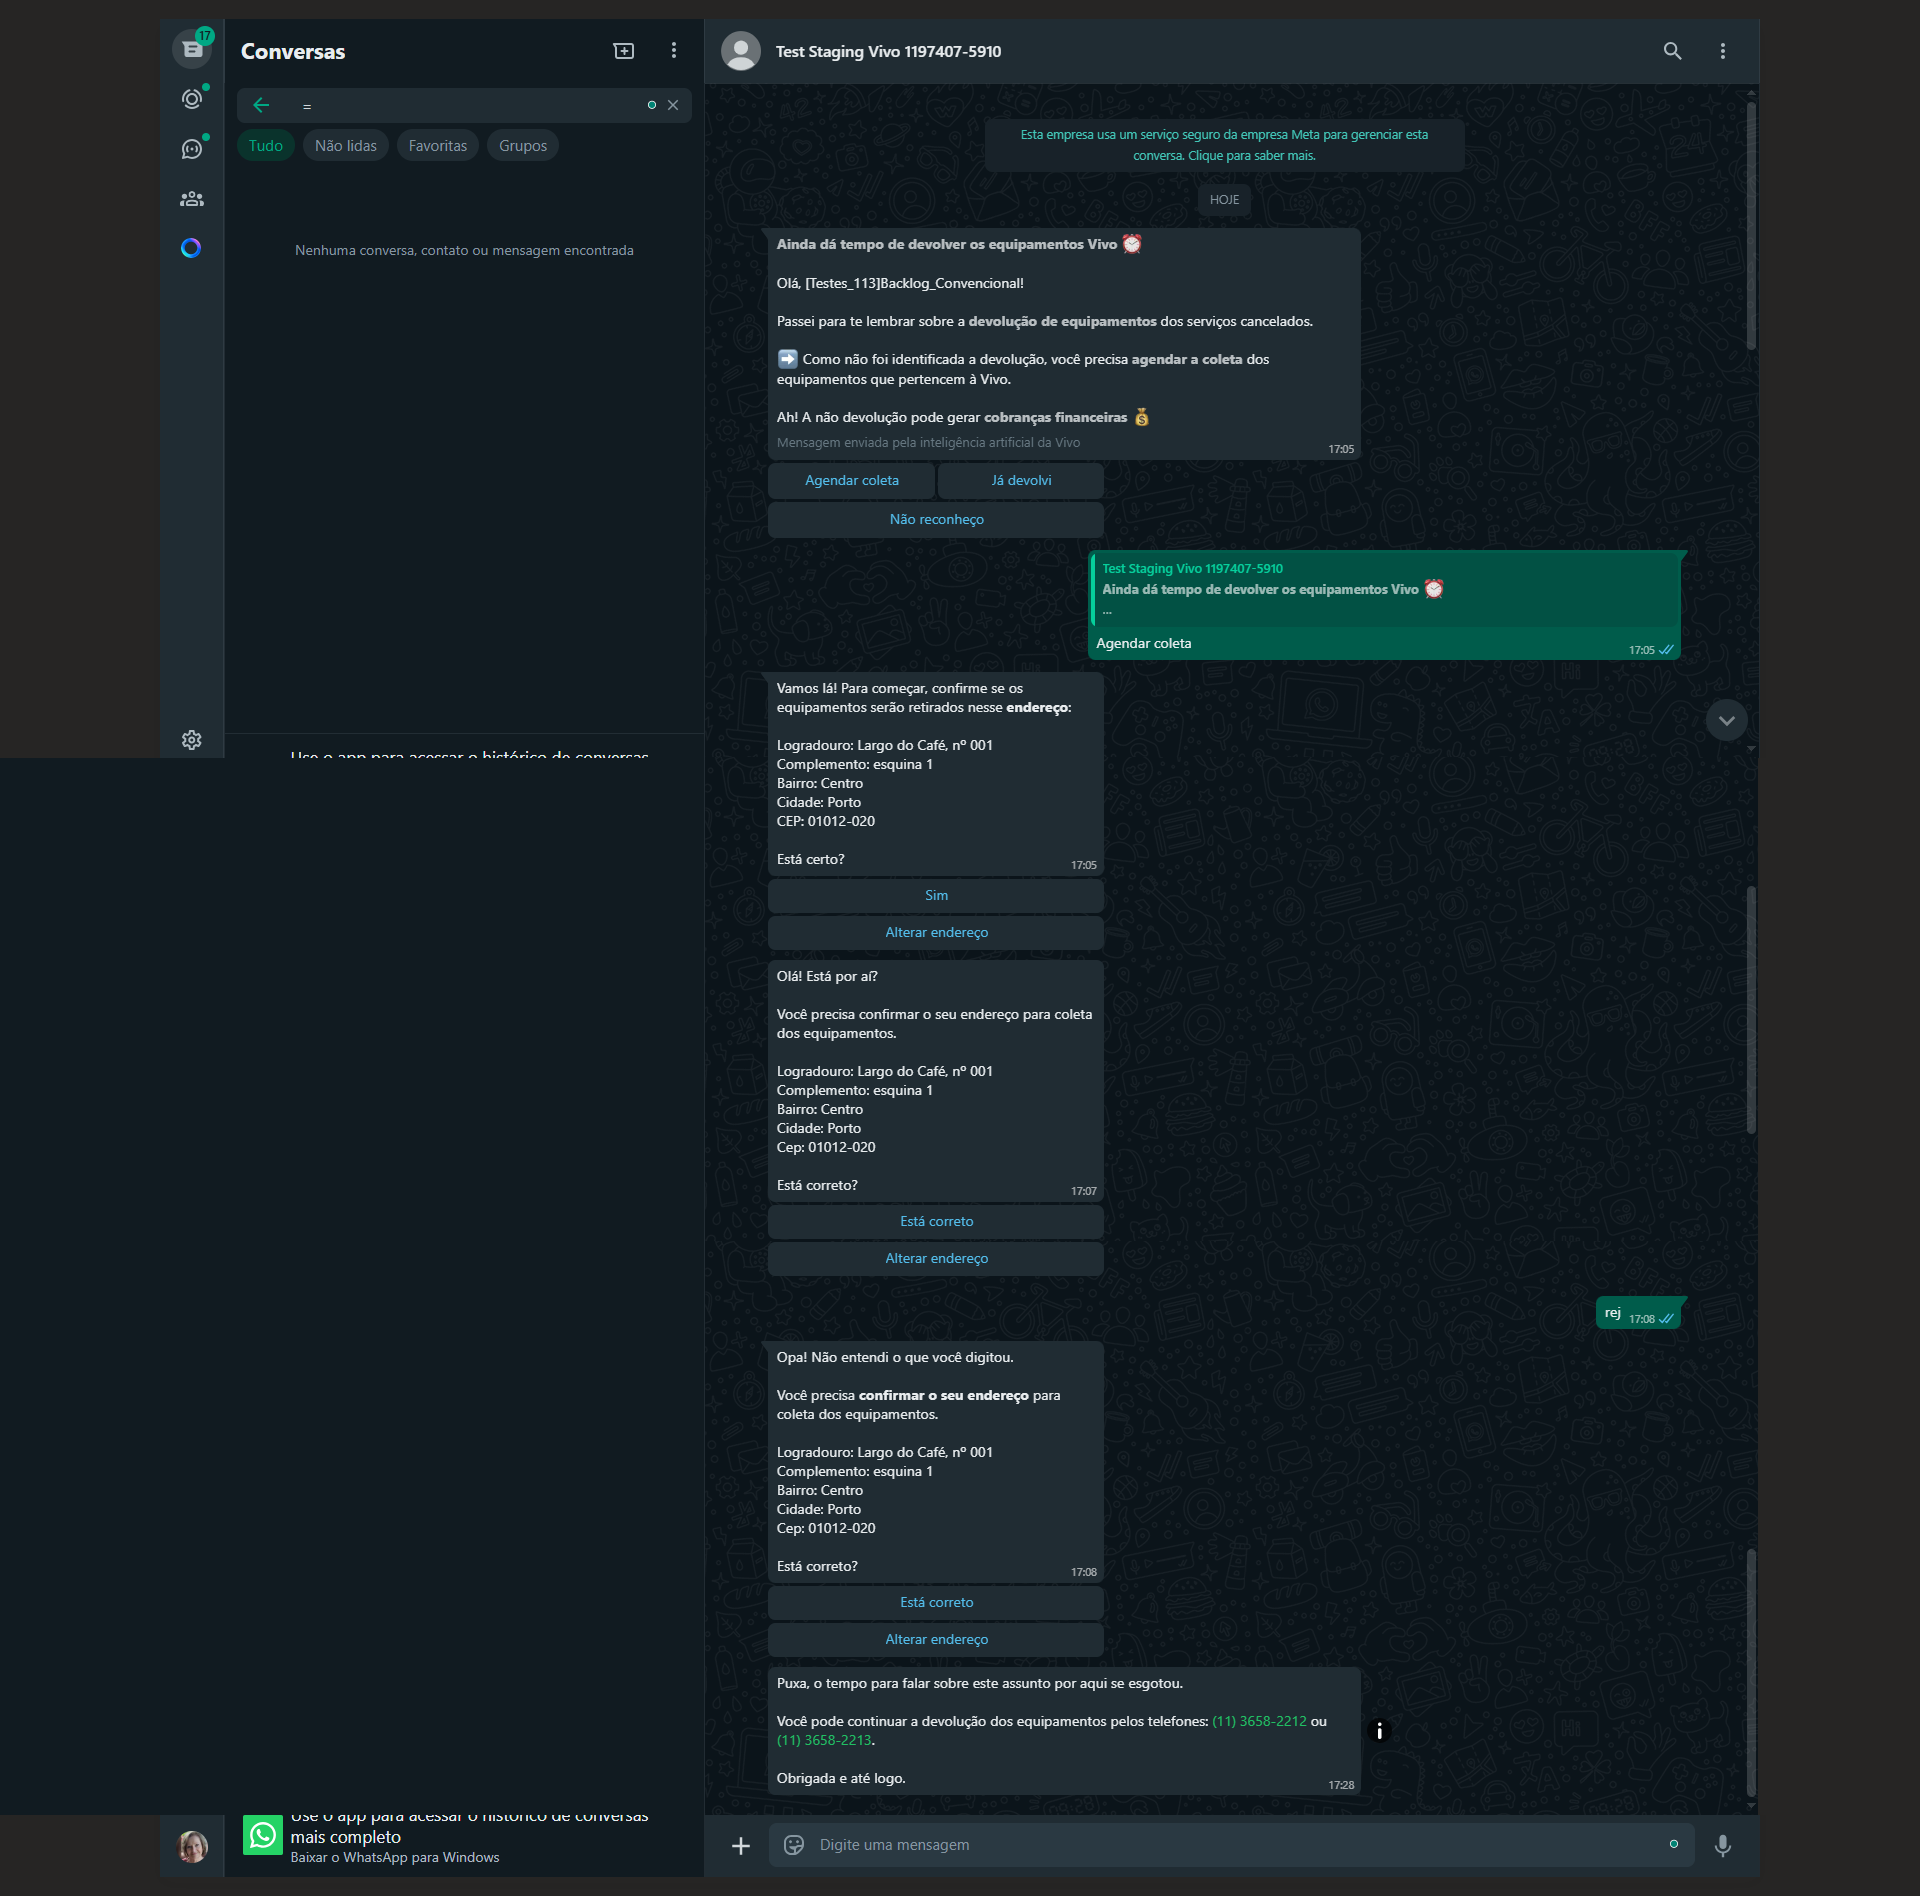 17
Conversas
=
Tudo
Não lidas
Favoritas
Grupos
Nenhuma conversa, contato ou mensagem encontrada
Use o app para acessar o histórico de conversas
Test Staging Vivo 1197407-5910
Esta empresa usa um serviço seguro da empresa Meta para gerenciar esta
conversa. Clique para saber mais.
HOJE
Ainda dá tempo de devolver os equipamentos Vivo ⏰
Olá, [Testes_113]Backlog_Convencional!
Passei para te lembrar sobre a devolução de equipamentos dos serviços cancelados.
➡️ Como não foi identificada a devolução, você precisa agendar a coleta dos
equipamentos que pertencem à Vivo.
Ah! A não devolução pode gerar cobranças financeiras 💰
Mensagem enviada pela inteligência artificial da Vivo
17:05
Agendar coleta
Já devolvi
Não reconheço
Test Staging Vivo 1197407-5910
Ainda dá tempo de devolver os equipamentos Vivo ⏰
...
Agendar coleta
17:05
Vamos lá! Para começar, confirme se os
equipamentos serão retirados nesse endereço:
Logradouro: Largo do Café, nº 001
Complemento: esquina 1
Bairro: Centro
Cidade: Porto
CEP: 01012-020
Está certo?
17:05
Sim
Alterar endereço
Olá! Está por aí?
Você precisa confirmar o seu endereço para coleta
dos equipamentos.
Logradouro: Largo do Café, nº 001
Complemento: esquina 1
Bairro: Centro
Cidade: Porto
Cep: 01012-020
Está correto?
17:07
Está correto
Alterar endereço
rej
17:08
Opa! Não entendi o que você digitou.
Você precisa confirmar o seu endereço para
coleta dos equipamentos.
Logradouro: Largo do Café, nº 001
Complemento: esquina 1
Bairro: Centro
Cidade: Porto
Cep: 01012-020
Está correto?
17:08
Está correto
Alterar endereço
Puxa, o tempo para falar sobre este assunto por aqui se esgotou.
Você pode continuar a devolução dos equipamentos pelos telefones: (11) 3658-2212 ou
(11) 3658-2213.
Obrigada e até logo.
17:28
Use o app para acessar o histórico de conversas
mais completo
Baixar o WhatsApp para Windows
Digite uma mensagem